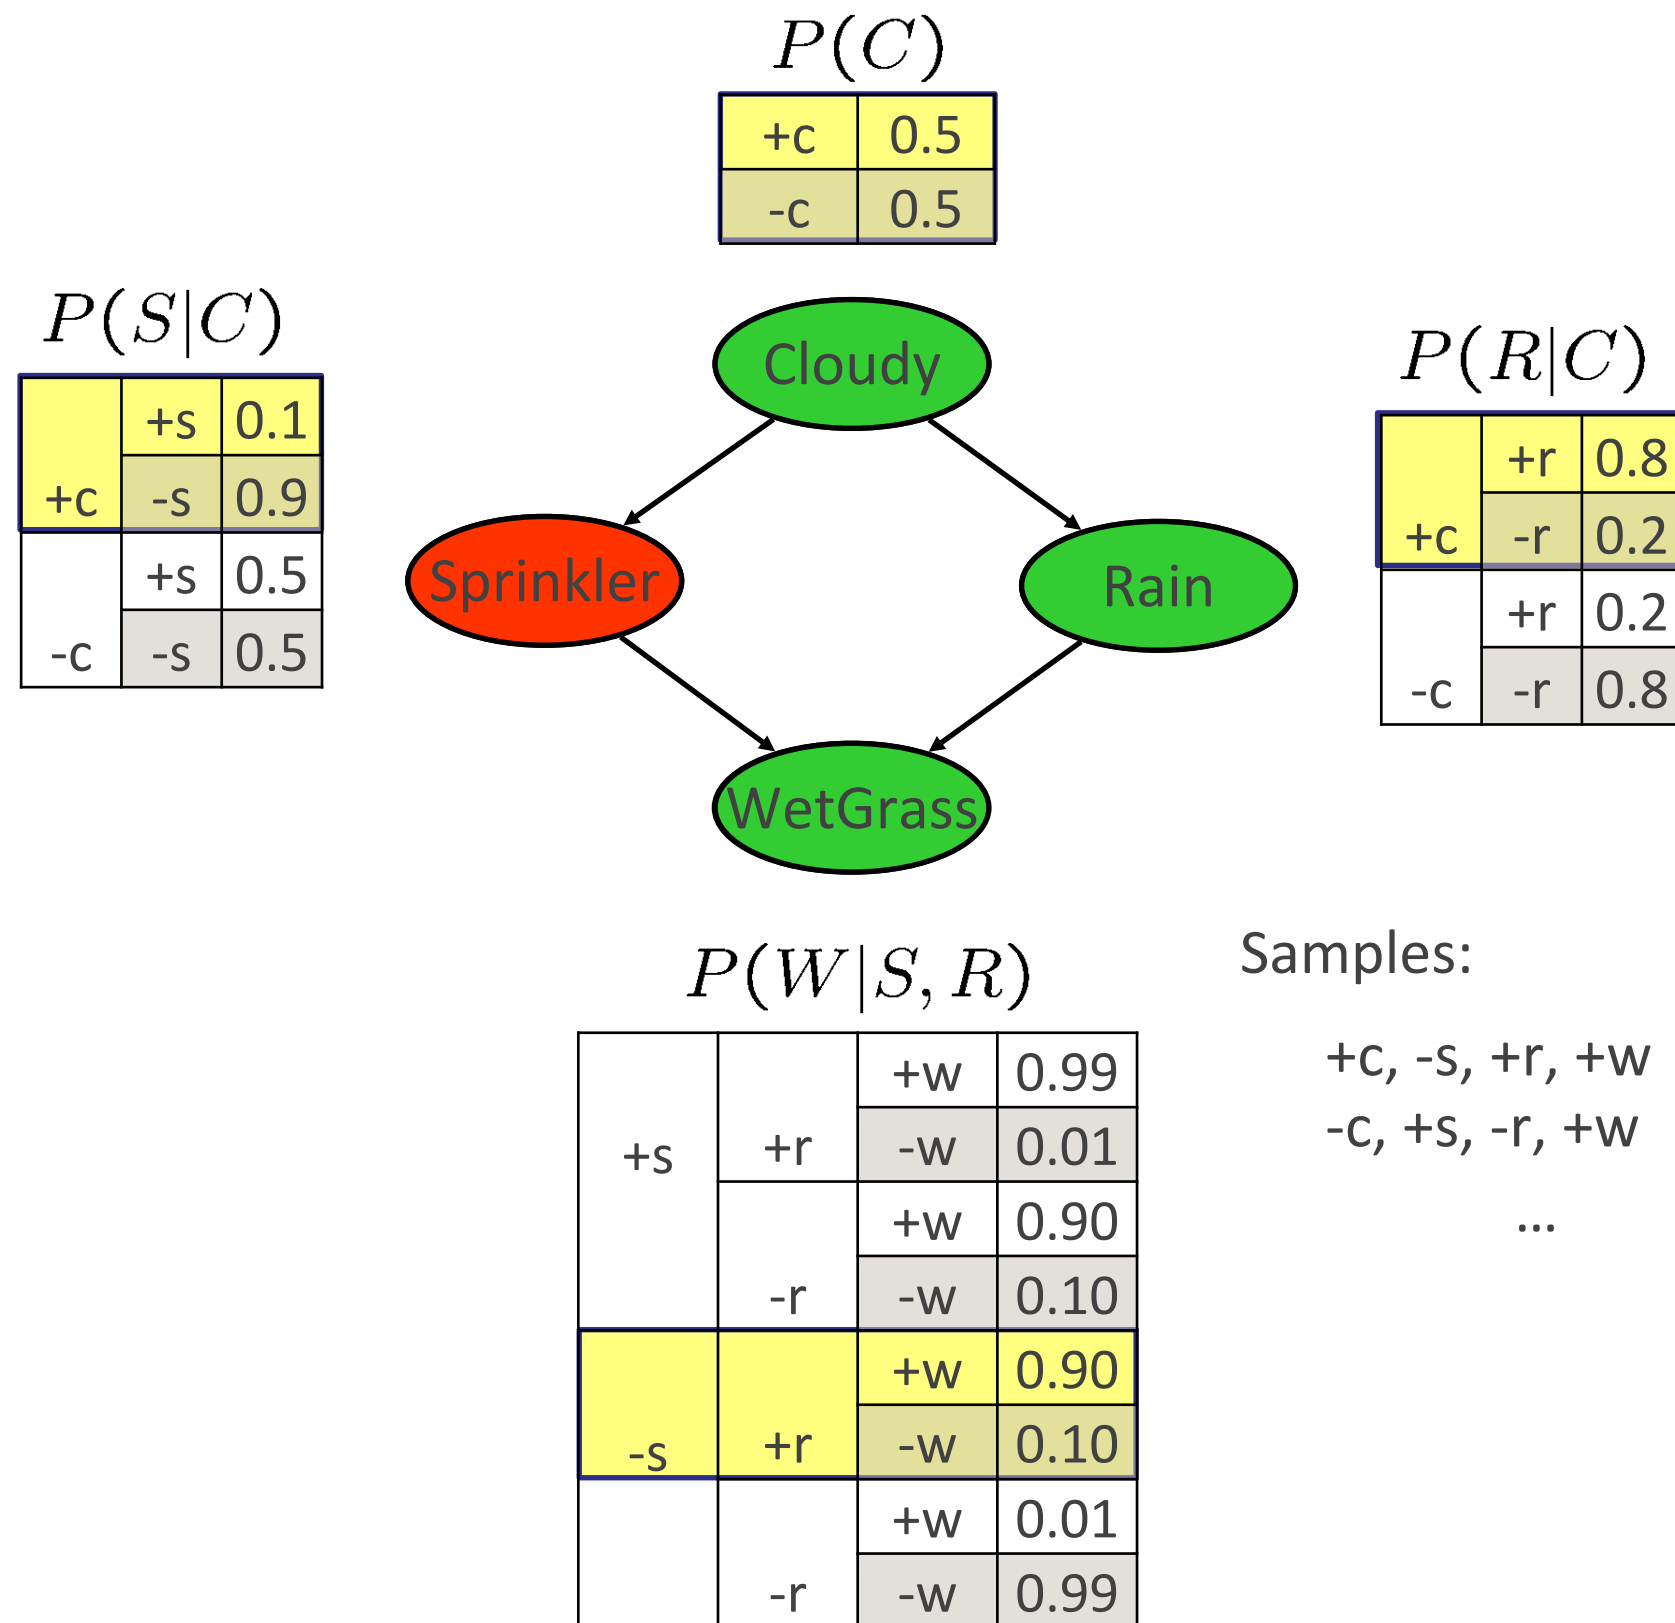 P(C)
+c 0.5
-c 0.5
P(S|C)
+s 0.1
+c -s 0.9
+s 0.5
-c -s 0.5
Cloudy
Sprinkler
Rain
WetGrass
P(R|C)
+r 0.8
+c -r 0.2
+r 0.2
-c -r 0.8
P(W|S, R)
+w 0.99
+s +r -w 0.01
+w 0.90
-r -w 0.10
+w 0.90
-s +r -w 0.10
+w 0.01
-r -w 0.99
Samples:
+c, -s, +r, +w
-c, +s, -r, +w
...